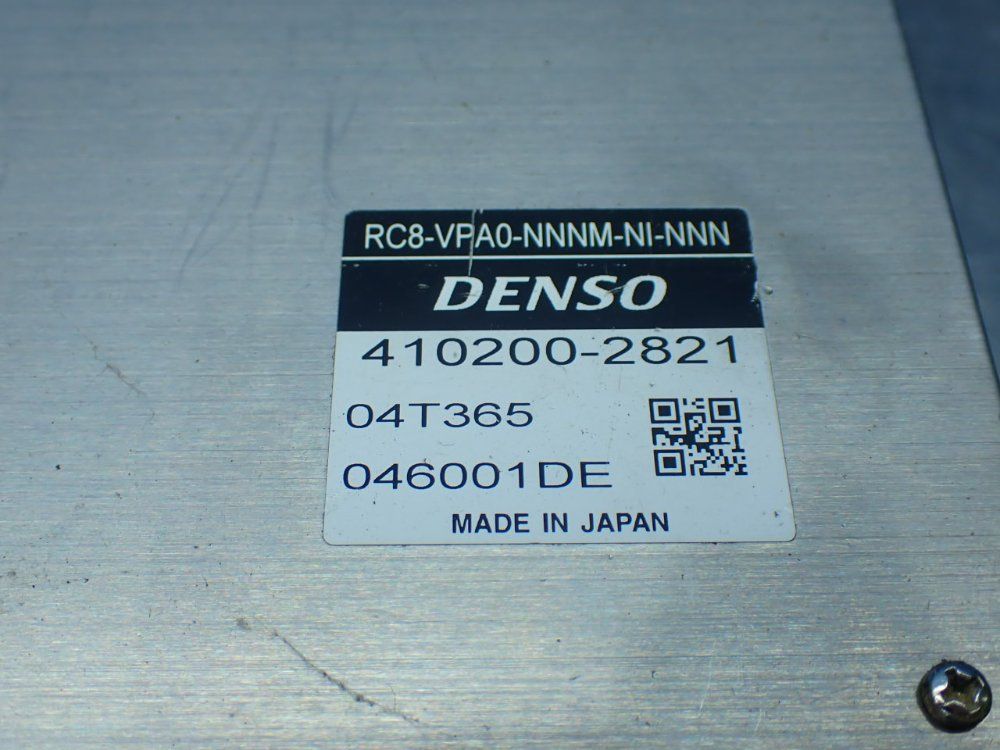 RC8-VPA0-NNNM-NI-NNN
DENSO
410200-2821
04T365
046001DE
MADE IN JAPAN